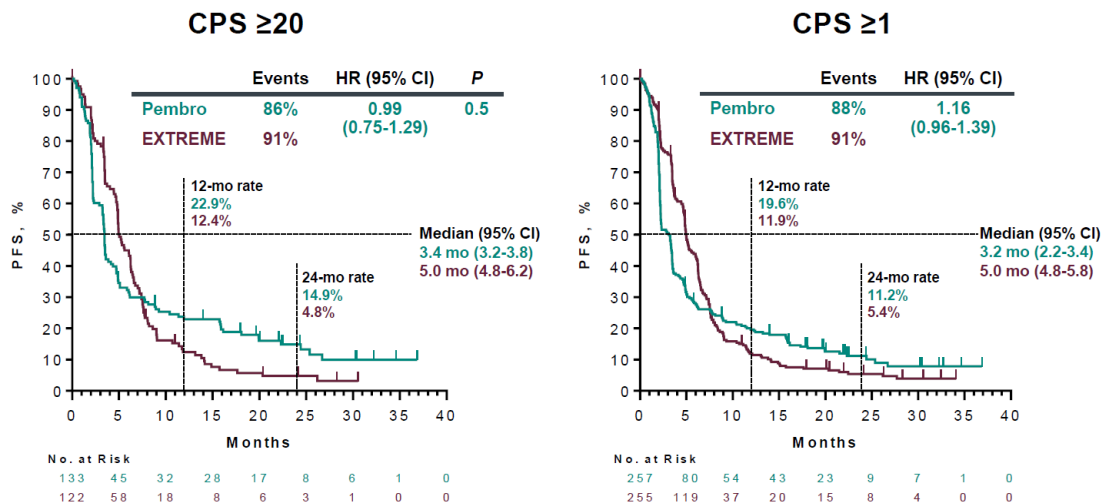 CPS ≥20
Events HR (95% CI) P
Pembro 86% 0.99 0.5
(0.75-1.29)
EXTREME 91%
12-mo rate
22.9%
12.4%
Median (95% CI)
3.4 mo (3.2-3.8)
5.0 mo (4.8-6.2)
24-mo rate
14.9%
4.8%
PFS, %
100
90
80
70
60
50
40
30
20
10
0
0 5 10 15 20 25 30 35 40
Months
No. at Risk
133 45 32 28 17 8 6 1 0
122 58 18 8 6 3 1 0 0
CPS ≥1
Events HR (95% CI)
Pembro 88% 1.16
(0.96-1.39)
EXTREME 91%
12-mo rate
19.6%
11.9%
Median (95% CI)
3.2 mo (2.2-3.4)
5.0 mo (4.8-5.8)
24-mo rate
11.2%
5.4%
PFS, %
100
90
80
70
60
50
40
30
20
10
0
0 5 10 15 20 25 30 35 40
Months
No. at Risk
257 80 54 43 23 9 7 1 0
255 119 37 20 15 8 4 0 0